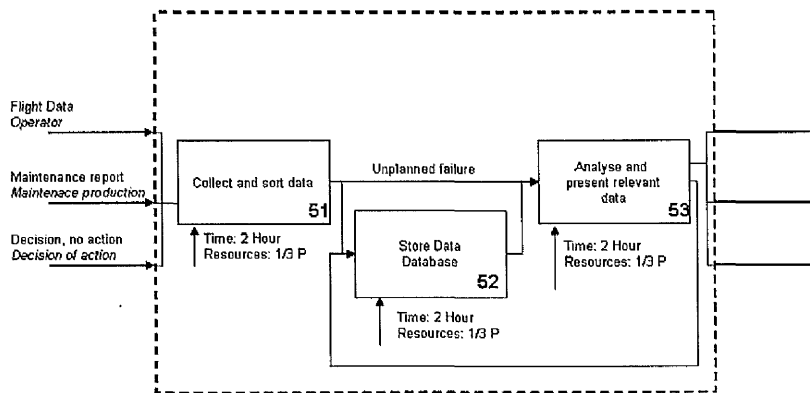 Flight Data
Operator
Maintenance report
Maintenace production
Decision, no action
Decision of action
Collect and sort data
51
Time: 2 Hour
Resources: 1/3 P
Unplanned failure
Store Data
Database
52
Time: 2 Hour
Resources: 1/3 P
Analyse and
present relevant
data
53
Time: 2 Hour
Resources: 1/3 P